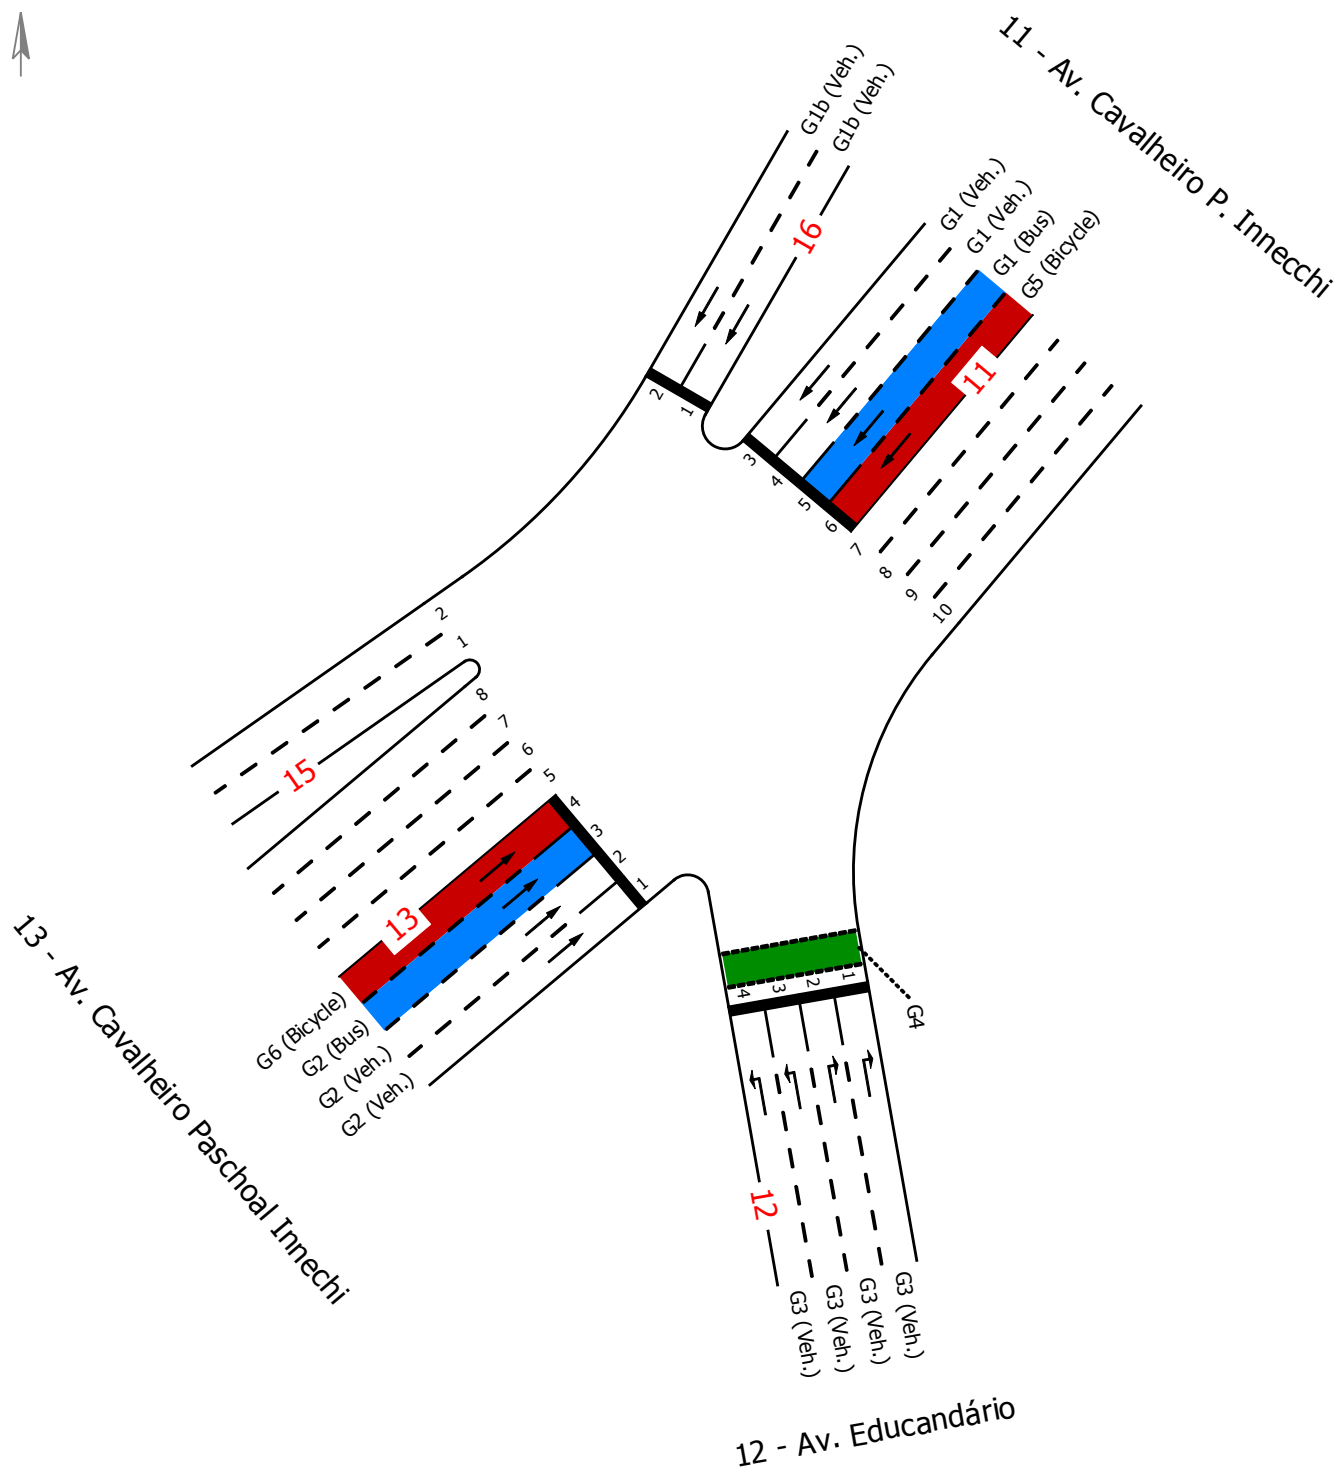 11 - Av. Cavalheiro P. Innecchi
G1b (Veh.)
G1b (Veh.)
16
2
1
G1 (Veh.)
G1 (Veh.)
G1 (Bus)
G5 (Bicycle)
11
3
4
5
6
7
8
9
10
2
1
15
8
7
6
5
4
3
2
1
13
G6 (Bicycle)
G2 (Bus)
G2 (Veh.)
G2 (Veh.)
13 - Av. Cavalheiro Paschoal Innechi
4
3
2
1
G4
12
G3 (Veh.)
G3 (Veh.)
G3 (Veh.)
G3 (Veh.)
12 - Av. Educandário